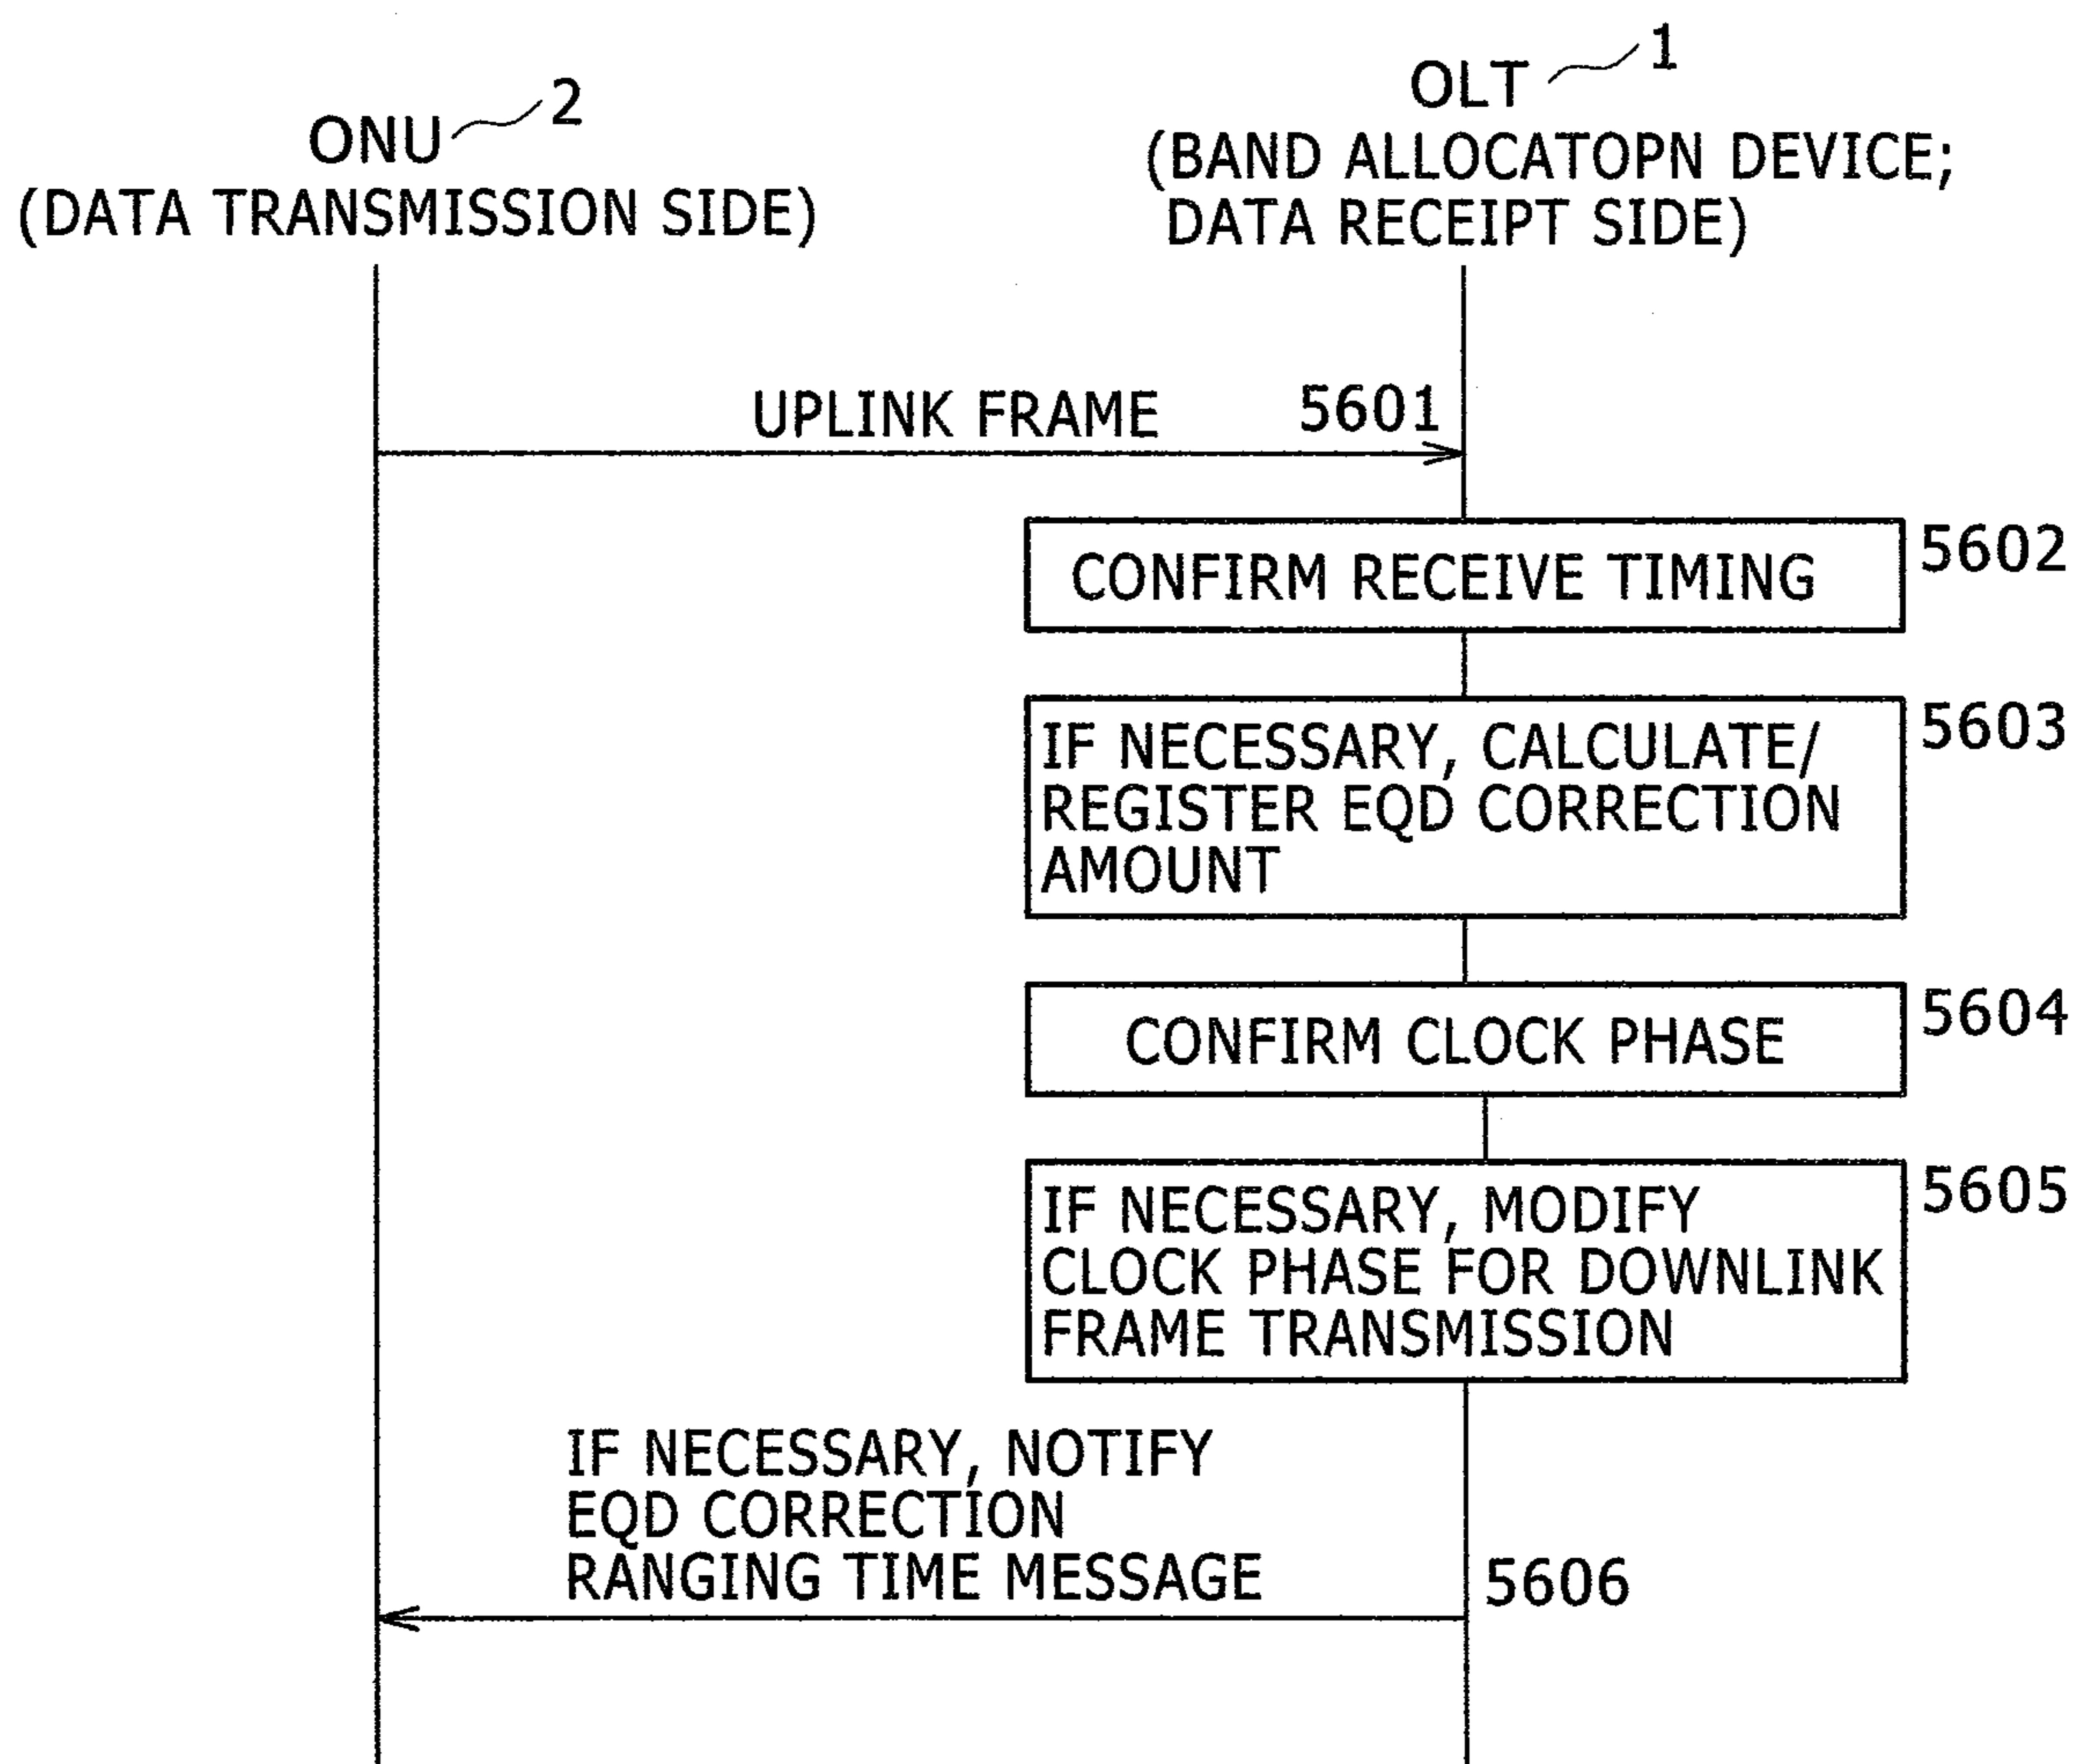 ONU 2
(DATA TRANSMISSION SIDE)
OLT 1
(BAND ALLOCATOPN DEVICE;
DATA RECEIPT SIDE)
UPLINK FRAME 5601
CONFIRM RECEIVE TIMING 5602
IF NECESSARY, CALCULATE/ 5603
REGISTER EQD CORRECTION
AMOUNT
CONFIRM CLOCK PHASE 5604
IF NECESSARY, MODIFY 5605
CLOCK PHASE FOR DOWNLINK
FRAME TRANSMISSION
IF NECESSARY, NOTIFY
EQD CORRECTION
RANGING TIME MESSAGE 5606